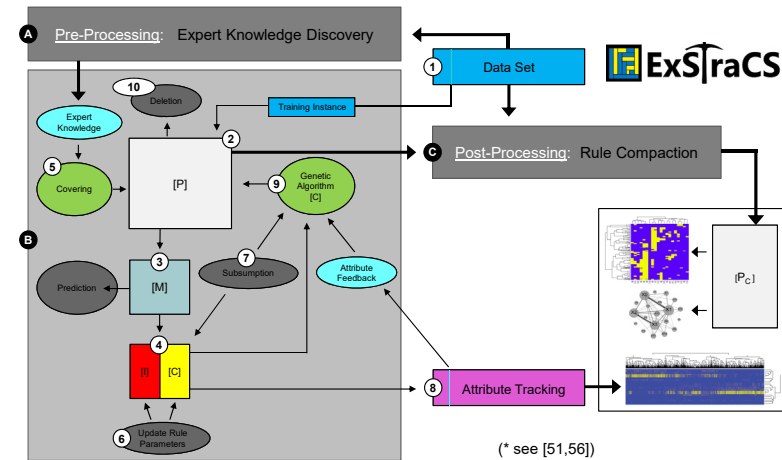 A
Pre-Processing: Expert Knowledge Discovery
1
Data Set
ExSTraCS
10
Deletion
Training Instance
Expert
Knowledge
2
C
Post-Processing: Rule Compaction
5
Covering
[P]
9
Genetic
Algorithm
[C]
B
3
7
Prediction
[M]
Subsumption
Attribute
Feedback
[PC]
4
[I]
[C]
8
Attribute Tracking
6
Update Rule
Parameters
(* see [51,56])